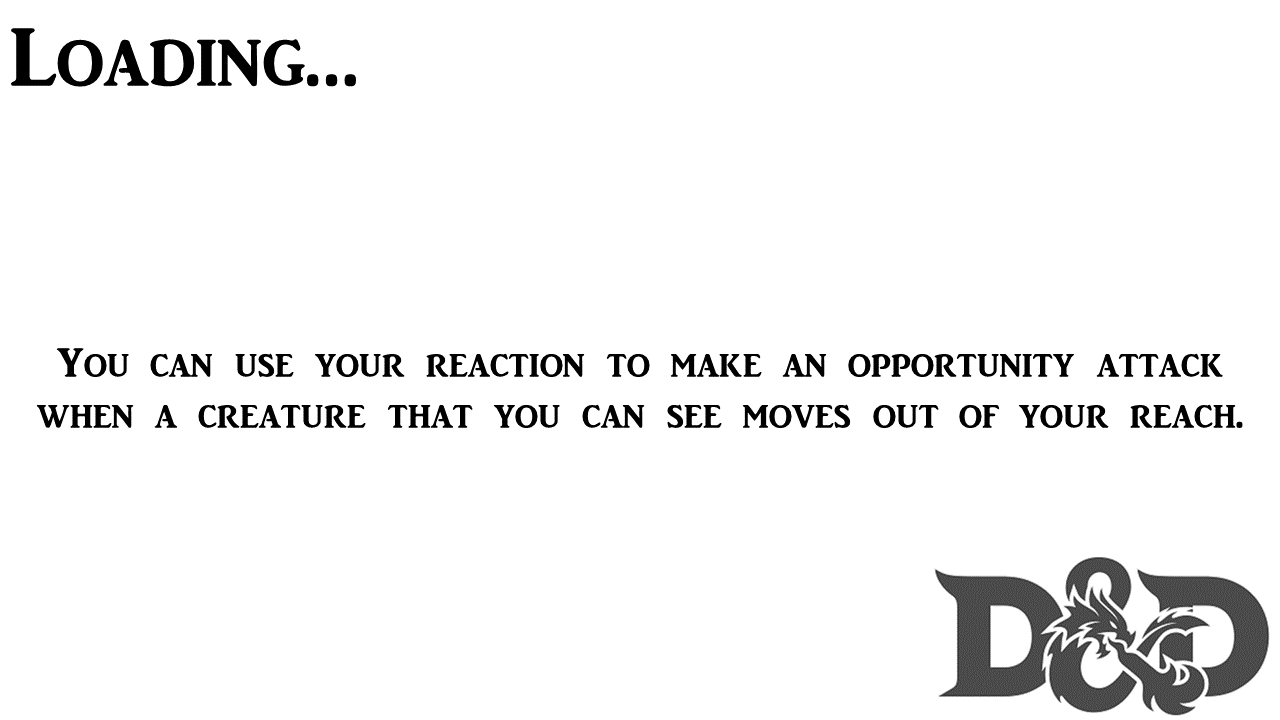 Loading...
You can use your reaction to make an opportunity attack
when a creature that you can see moves out of your reach.
D&D